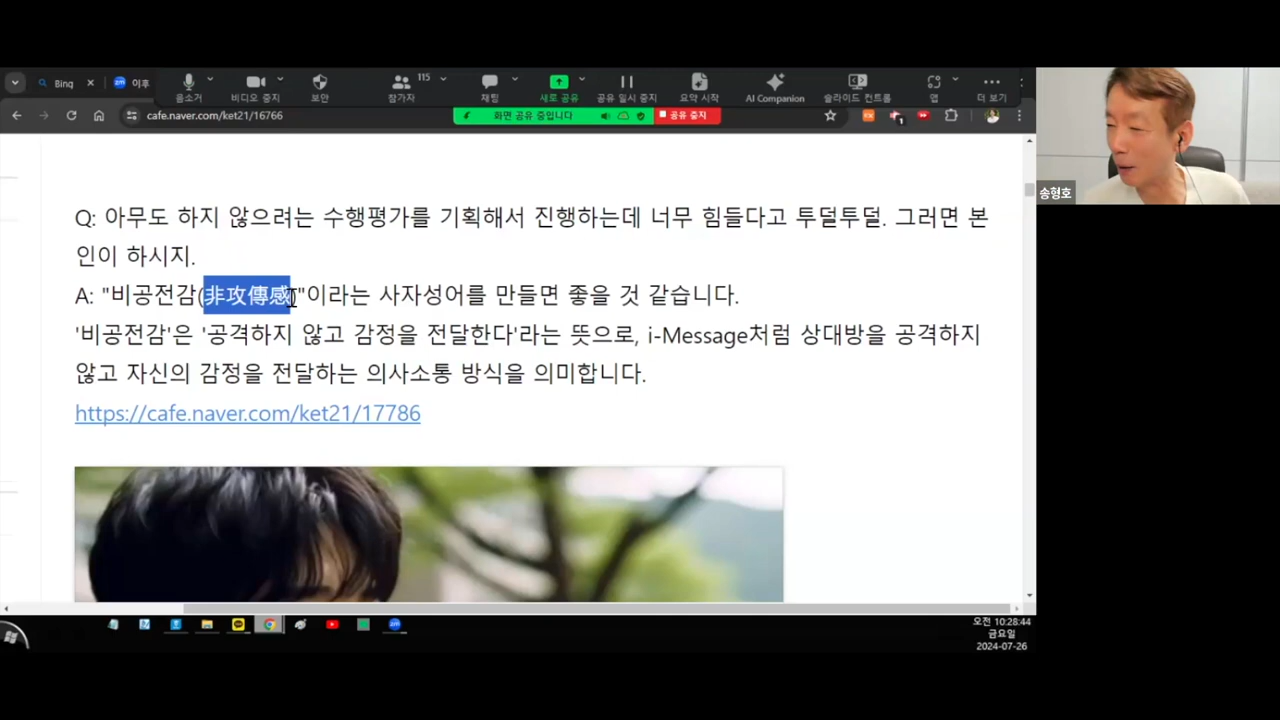 Bing
이후
음소거
비디오 중지
보안
115
참가자
채팅
새로 공유
공유 일시 중지
요약 시작
AI Companion
슬라이드 컨트롤
앱
더 보기
cafe.naver.com/ket21/16766
화면 공유 중입니다
공유 중지
송형호
Q: 아무도 하지 않으려는 수행평가를 기획해서 진행하는데 너무 힘들다고 투덜투덜. 그러면 본
인이 하시지.
A: "비공전감(非攻傳感)"이라는 사자성어를 만들면 좋을 것 같습니다.
'비공전감'은 '공격하지 않고 감정을 전달한다'라는 뜻으로, i-Message처럼 상대방을 공격하지
않고 자신의 감정을 전달하는 의사소통 방식을 의미합니다.
https://cafe.naver.com/ket21/17786
오전 10:28:44
금요일
2024-07-26